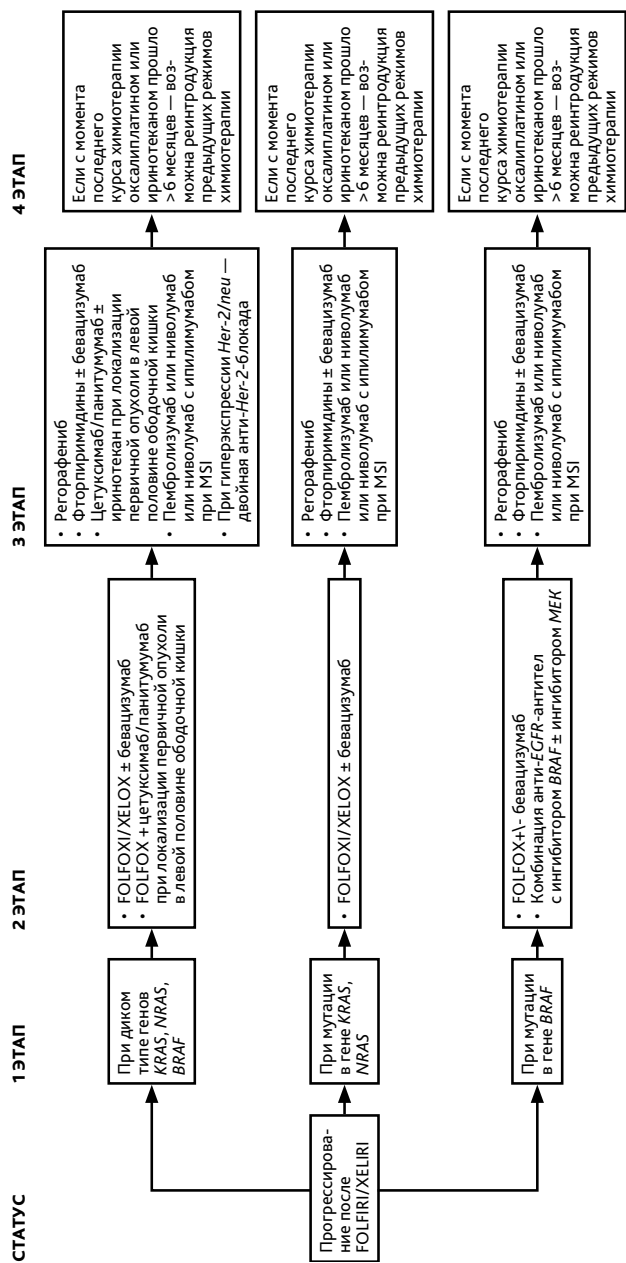 СТАТУС
1 ЭТАП
2 ЭТАП
3 ЭТАП
4 ЭТАП
Прогрессирова-
ние после
FOLFIRI/XELIRI
При диком
типе генов
KRAS, NRAS,
BRAF
• FOLFOXI/XELOX ± бевацизумаб
• FOLFOX + цетуксимаб/панитумумаб
при локализации первичной опухоли
в левой половине ободочной кишки
• Регорафениб
• Фторпиримидины ± бевацизумаб
• Цетуксимаб/панитумумаб ±
иринотекан при локализации
первичной опухоли в левой
половине ободочной кишки
• Пембролизумаб или ниволумаб
или ниволумаб с ипилимумабом
при MSI
• При гиперэкспрессии Her-2/neu —
двойная анти-Her-2-блокада
Если с момента
последнего
курса химиотерапии
оксалиплатином или
иринотеканом прошло
> 6 месяцев — воз-
можна реинтродукция
предыдущих режимов
химиотерапии
При мутации
в гене KRAS,
NRAS
• FOLFOXI/XELOX ± бевацизумаб
• Регорафениб
• Фторпиримидины ± бевацизумаб
• Пембролизумаб или ниволумаб
или ниволумаб с ипилимумабом
при MSI
Если с момента
последнего
курса химиотерапии
оксалиплатином или
иринотеканом прошло
> 6 месяцев — воз-
можна реинтродукция
предыдущих режимов
химиотерапии
При мутации
в гене BRAF
• FOLFOX+\- бевацизумаб
• Комбинация анти-EGFR-антител
с ингибитором BRAF ± ингибитором MEK
• Регорафениб
• Фторпиримидины ± бевацизумаб
• Пембролизумаб или ниволумаб
или ниволумаб с ипилимумабом
при MSI
Если с момента
последнего
курса химиотерапии
оксалиплатином или
иринотеканом прошло
> 6 месяцев — воз-
можна реинтродукция
предыдущих режимов
химиотерапии